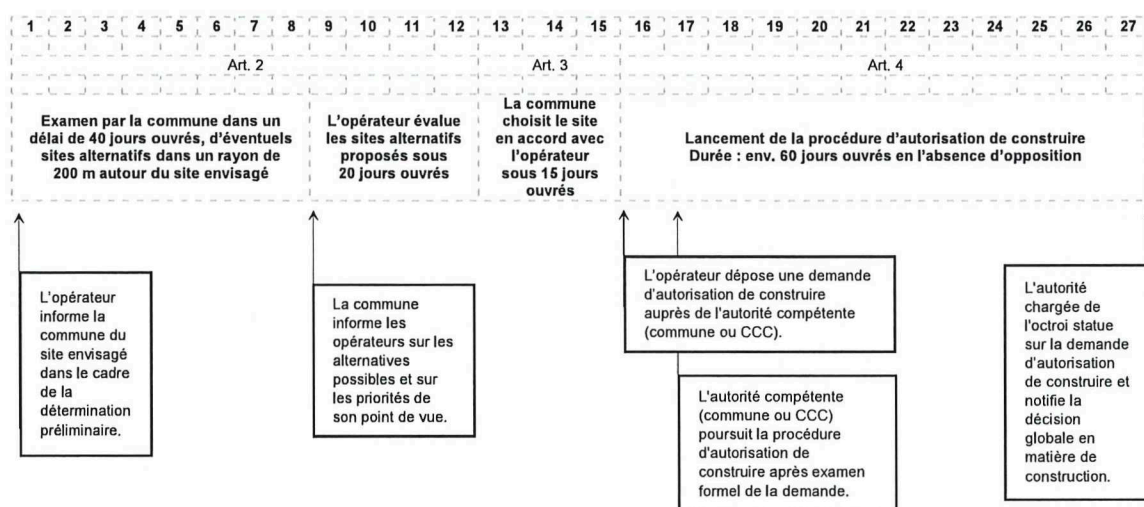 1 2 3 4 5 6 7 8 9 10 11 12 13 14 15 16 17 18 19 20 21 22 23 24 25 26 27
Art. 2 Art. 3 Art. 4
Examen par la commune dans un
délai de 40 jours ouvrés, d'éventuels
sites alternatifs dans un rayon de
200 m autour du site envisagé
L'opérateur évalue
les sites alternatifs
proposés sous
20 jours ouvrés
La commune
choisit le site
en accord avec
l'opérateur
sous 15 jours
ouvrés
Lancement de la procédure d'autorisation de construire
Durée : env. 60 jours ouvrés en l'absence d'opposition
L'opérateur
informe la
commune du
site envisagé
dans le cadre
de la
détermination
préliminaire.
La commune
informe les
opérateurs sur les
alternatives
possibles et sur
les priorités de
son point de vue.
L'opérateur dépose une demande
d'autorisation de construire
auprès de l'autorité compétente
(commune ou CCC).
L'autorité compétente
(commune ou CCC)
poursuit la procédure
d'autorisation de
construire après examen
formel de la demande.
L'autorité
chargée de
l'octroi statue
sur la demande
d'autorisation
de construire et
notifie la
décision
globale en
matière de
construction.